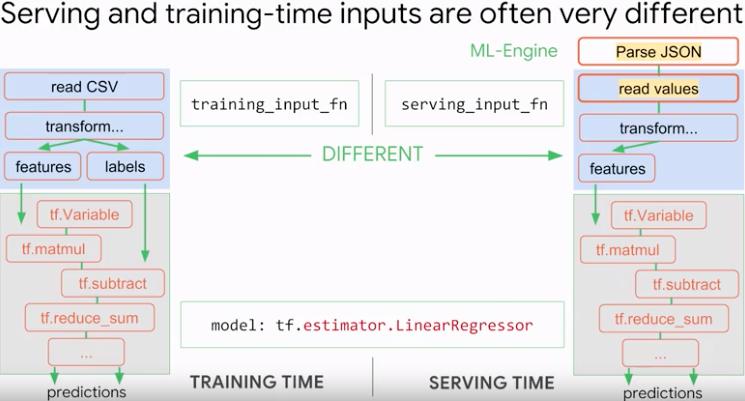 Serving and training-time inputs are often very different
ML-Engine
Parse JSON
read CSV
training_input_fn
serving_input_fn
read values
transform...
transform...
features
labels
DIFFERENT
features
tf.Variable
tf.matmul
tf.subtract
tf.reduce_sum
...
predictions
tf.Variable
tf.matmul
tf.subtract
tf.reduce_sum
...
predictions
model: tf.estimator.LinearRegressor
TRAINING TIME
SERVING TIME